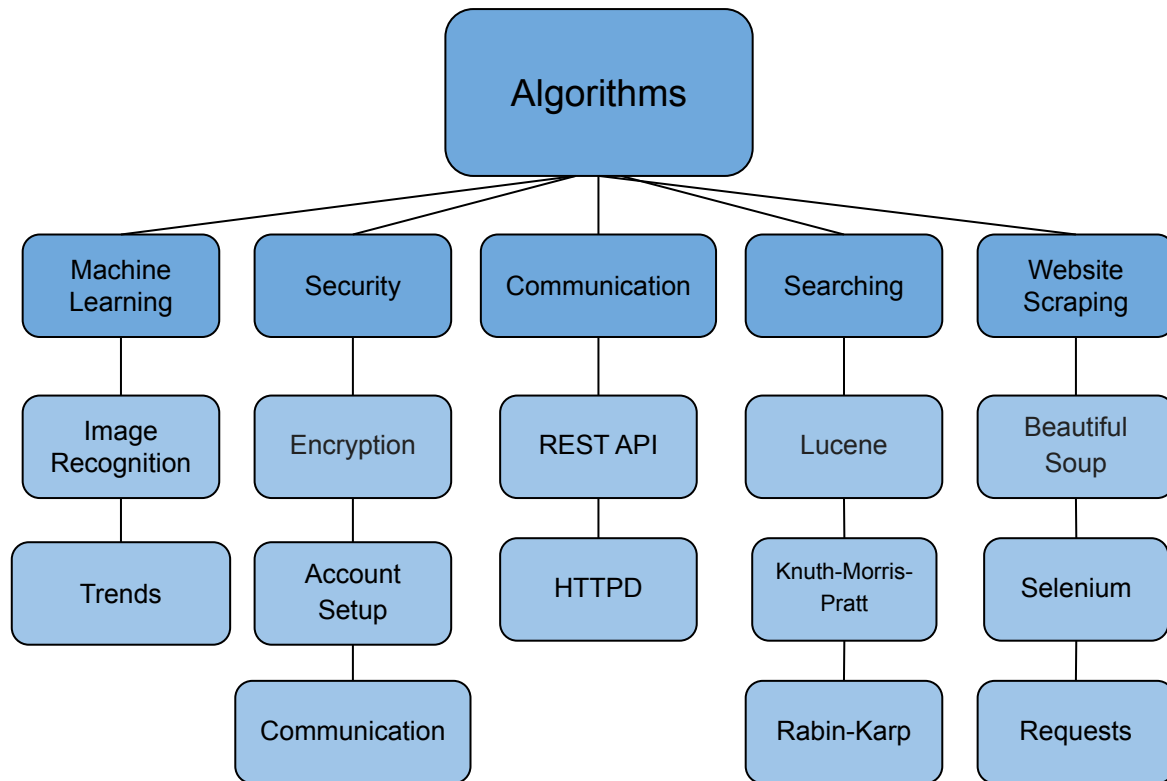 Algorithms
Machine
Learning
Security
Communication
Searching
Website
Scraping
Image
Recognition
Encryption
REST API
Lucene
Beautiful
Soup
Trends
Account
Setup
HTTPD
Knuth-Morris-
Pratt
Selenium
Communication
Rabin-Karp
Requests